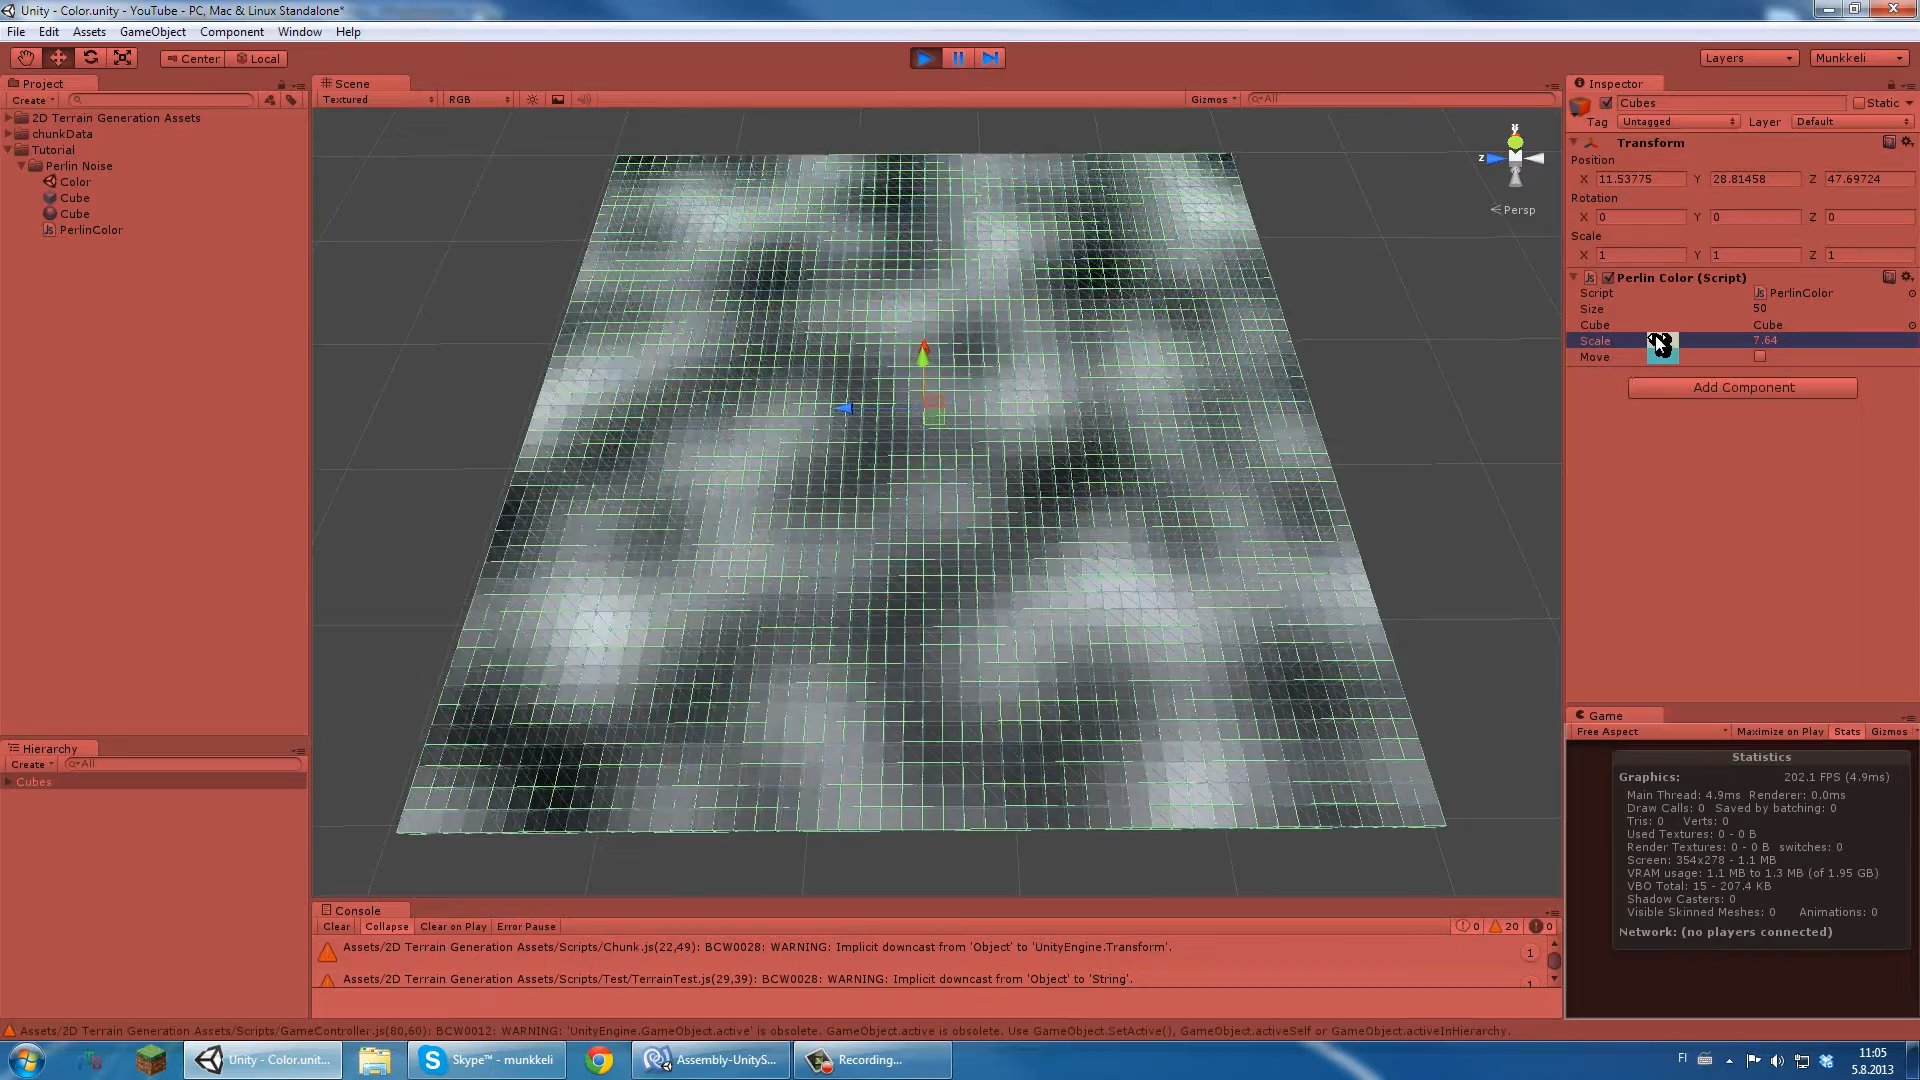 Unity - Color.unity - YouTube - PC, Mac & Linux Standalone*
File Edit Assets GameObject Component Window Help
Center Local Layers Munkkeli
Project
Create
2D Terrain Generation Assets
chunkData
Tutorial
Perlin Noise
Color
Cube
Cube
PerlinColor
Hierarchy
Create All
Cubes
Scene
Textured RGB Gizmos All
y
z
Persp
Console
Clear Collapse Clear on Play Error Pause 0 20 0
Assets/2D Terrain Generation Assets/Scripts/Chunk.js(22,49): BCW0028: WARNING: Implicit downcast from 'Object' to 'UnityEngine.Transform'. 1
Assets/2D Terrain Generation Assets/Scripts/Test/TerrainTest.js(29,39): BCW0028: WARNING: Implicit downcast from 'Object' to 'String'. 1
Inspector
Cubes Static
Tag Untagged Layer Default
Transform
Position
X 11.53775 Y 28.81458 Z 47.69724
Rotation
X 0 Y 0 Z 0
Scale
X 1 Y 1 Z 1
Perlin Color (Script)
Script PerlinColor
Size 50
Cube Cube
Scale 7.64
Move
Add Component
Game
Free Aspect Maximize on Play Stats Gizmos
Statistics
Graphics: 202.1 FPS (4.9ms)
Main Thread: 4.9ms Renderer: 0.0ms
Draw Calls: 0 Saved by batching: 0
Tris: 0 Verts: 0
Used Textures: 0 - 0 B
Render Textures: 0 - 0 B switches: 0
Screen: 354x278 - 1.1 MB
VRAM usage: 1.1 MB to 1.3 MB (of 1.95 GB)
VBO Total: 15 - 207.4 KB
Shadow Casters: 0
Visible Skinned Meshes: 0 Animations: 0
Network: (no players connected)
Assets/2D Terrain Generation Assets/Scripts/GameController.js(80,60): BCW0012: WARNING: 'UnityEngine.GameObject.active' is obsolete. GameObject.active is obsolete. Use GameObject.SetActive(), GameObject.activeSelf or GameObject.activeInHierarchy.
Unity - Color.unit... Skype™ - munkkeli Assembly-UnityS... Recording... FI 11:05
5.8.2013